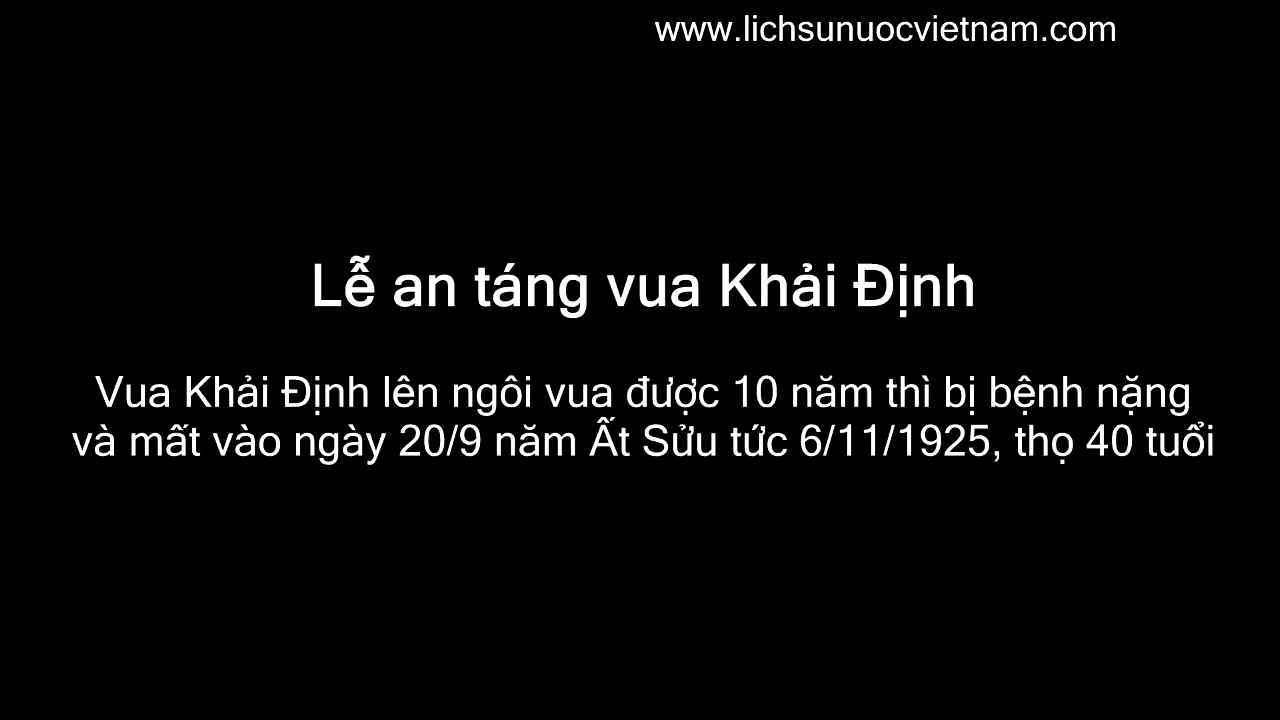 www.lichsunuocvietnam.com
Lễ an táng vua Khải Định
Vua Khải Định lên ngôi vua được 10 năm thì bị bệnh nặng
và mất vào ngày 20/9 năm Ất Sửu tức 6/11/1925, thọ 40 tuổi